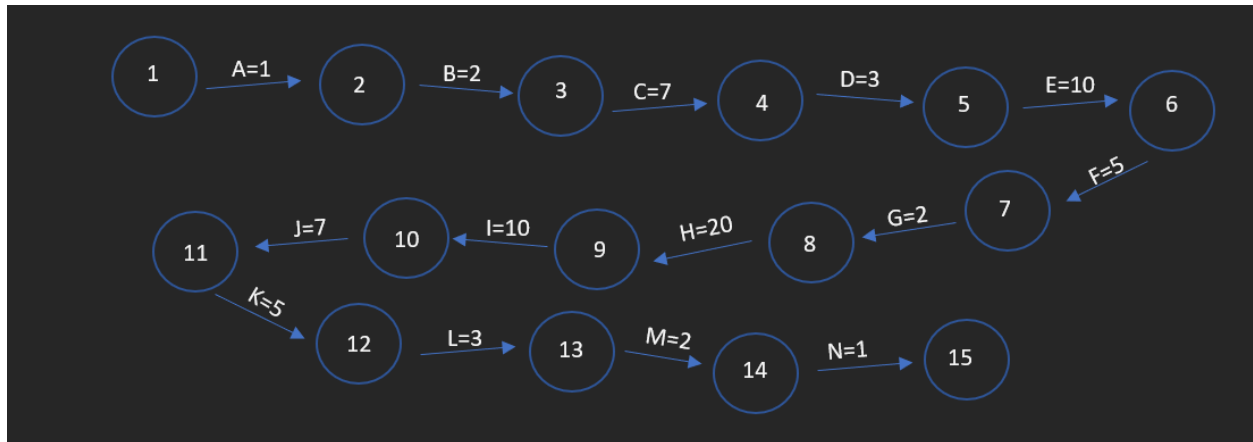 1 A=1 2 B=2 3 C=7 4 D=3 5 E=10 6
F=5
11 J=7 10 I=10 9 H=20 8 G=2 7
K=5
12 L=3 13 M=2 14 N=1 15